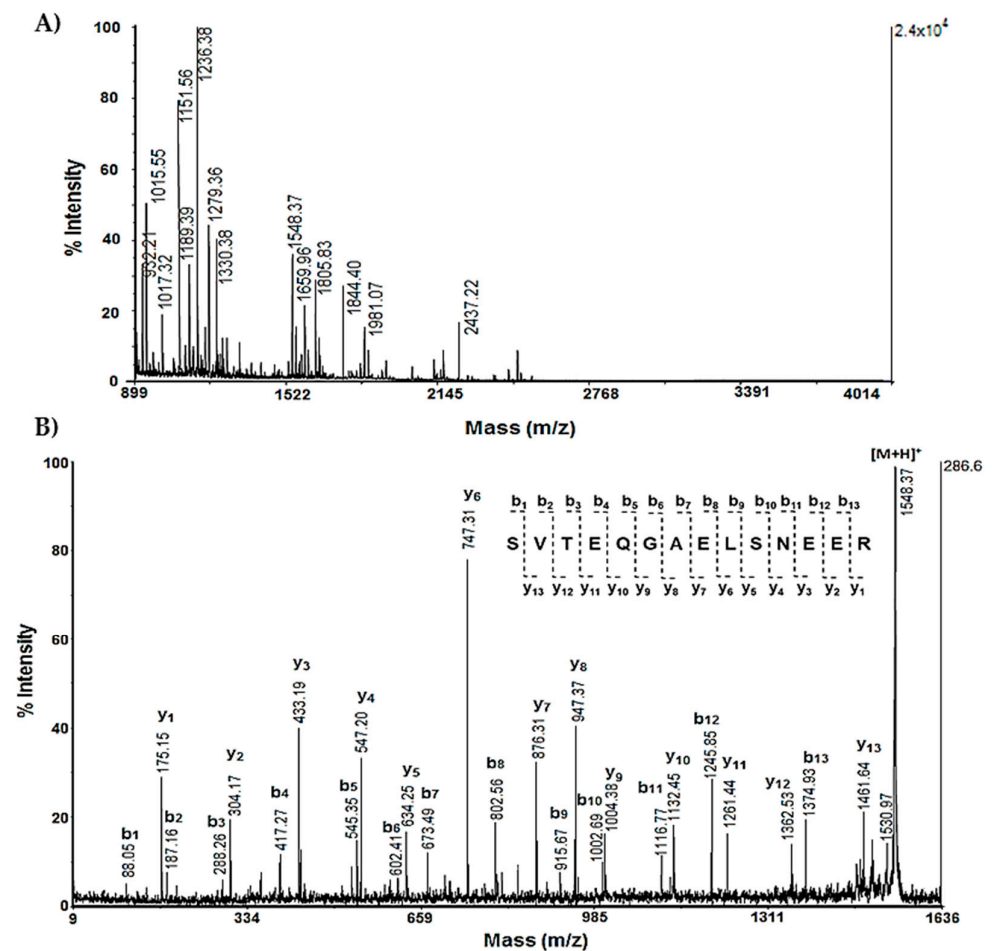 A)
2.4x10⁴
100
80
60
40
20
0
% Intensity
932.21
1015.55
1017.32
1151.56
1189.39
1236.38
1279.36
1330.38
1548.37
1659.96
1805.83
1844.40
1981.07
2437.22
899 1522 2145 2768 3391 4014
Mass (m/z)
B)
[M+H]⁺
286.6
100
80
60
40
20
0
% Intensity
b₁ b₂ b₃ b₄ b₅ b₆ b₇ b₈ b₉ b₁₀ b₁₁ b₁₂ b₁₃
S V T E Q G A E L S N E E R
y₁₃ y₁₂ y₁₁ y₁₀ y₉ y₈ y₇ y₆ y₅ y₄ y₃ y₂ y₁
b1 88.05
y₁ 175.15
b2 187.16
b3 288.26
y₂ 304.17
b4 417.27
y₃ 433.19
b5 545.35
y₄ 547.20
b6 602.41
y₅ 634.25
b7 673.49
y₆ 747.31
b8 802.56
y₇ 876.31
b9 915.67
y₈ 947.37
b10 1002.69
y₉ 1004.38
b11 1116.77
y₁₀ 1132.45
b12 1245.85
y₁₁ 1261.44
y₁₂ 1362.53
b13 1374.93
y₁₃ 1461.64
1530.97
1548.37
9 334 659 985 1311 1636
Mass (m/z)